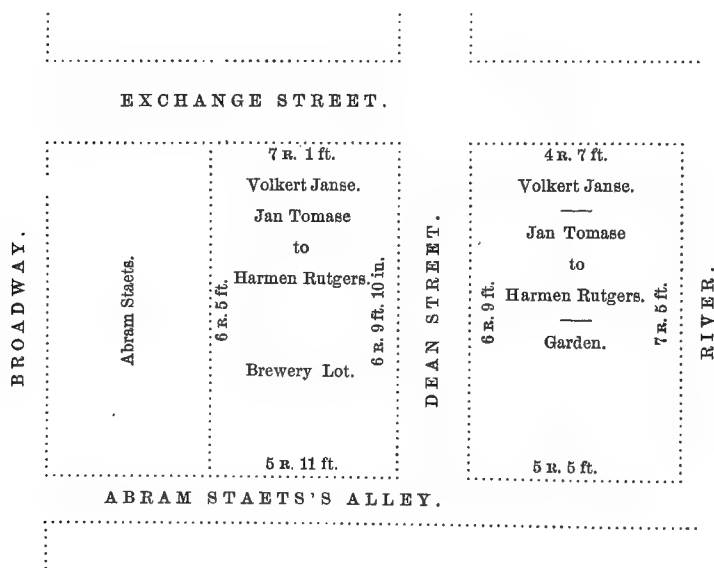 EXCHANGE STREET.
BROADWAY.
Abram Staets.
7 R. 1 ft.
Volkert Janse.
Jan Tomase
to
Harmen Rutgers.
6 R. 5 ft.
6 R. 9 ft. 10 in.
Brewery Lot.
5 R. 11 ft.
DEAN STREET.
4 R. 7 ft.
Volkert Janse.
Jan Tomase
to
Harmen Rutgers.
6 R. 9 ft.
7 R. 5 ft.
Garden.
5 R. 5 ft.
RIVER.
ABRAM STAETS'S ALLEY.